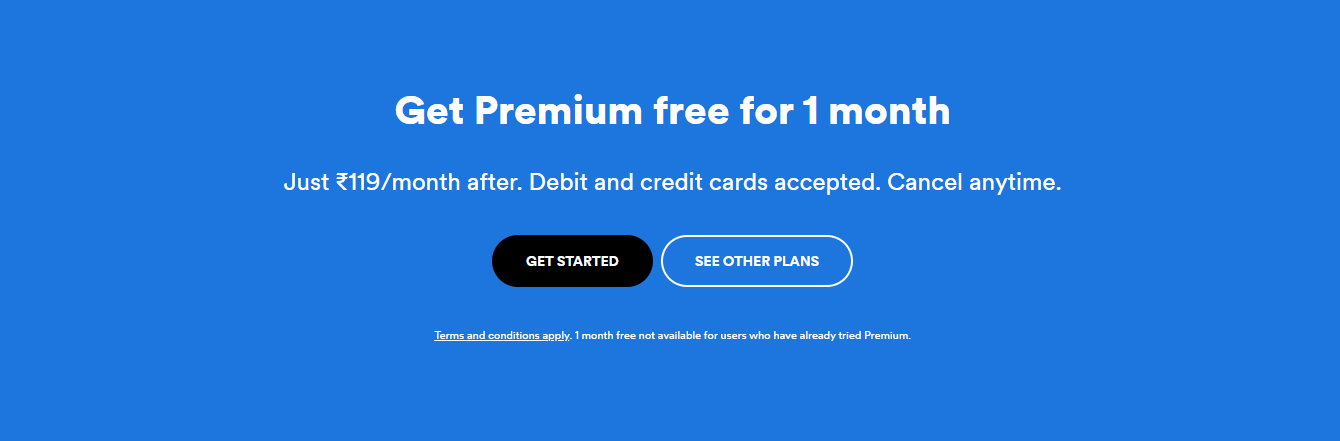 Get Premium free for 1 month
Just ₹119/month after. Debit and credit cards accepted. Cancel anytime.
GET STARTED
SEE OTHER PLANS
Terms and conditions apply. 1 month free not available for users who have already tried Premium.